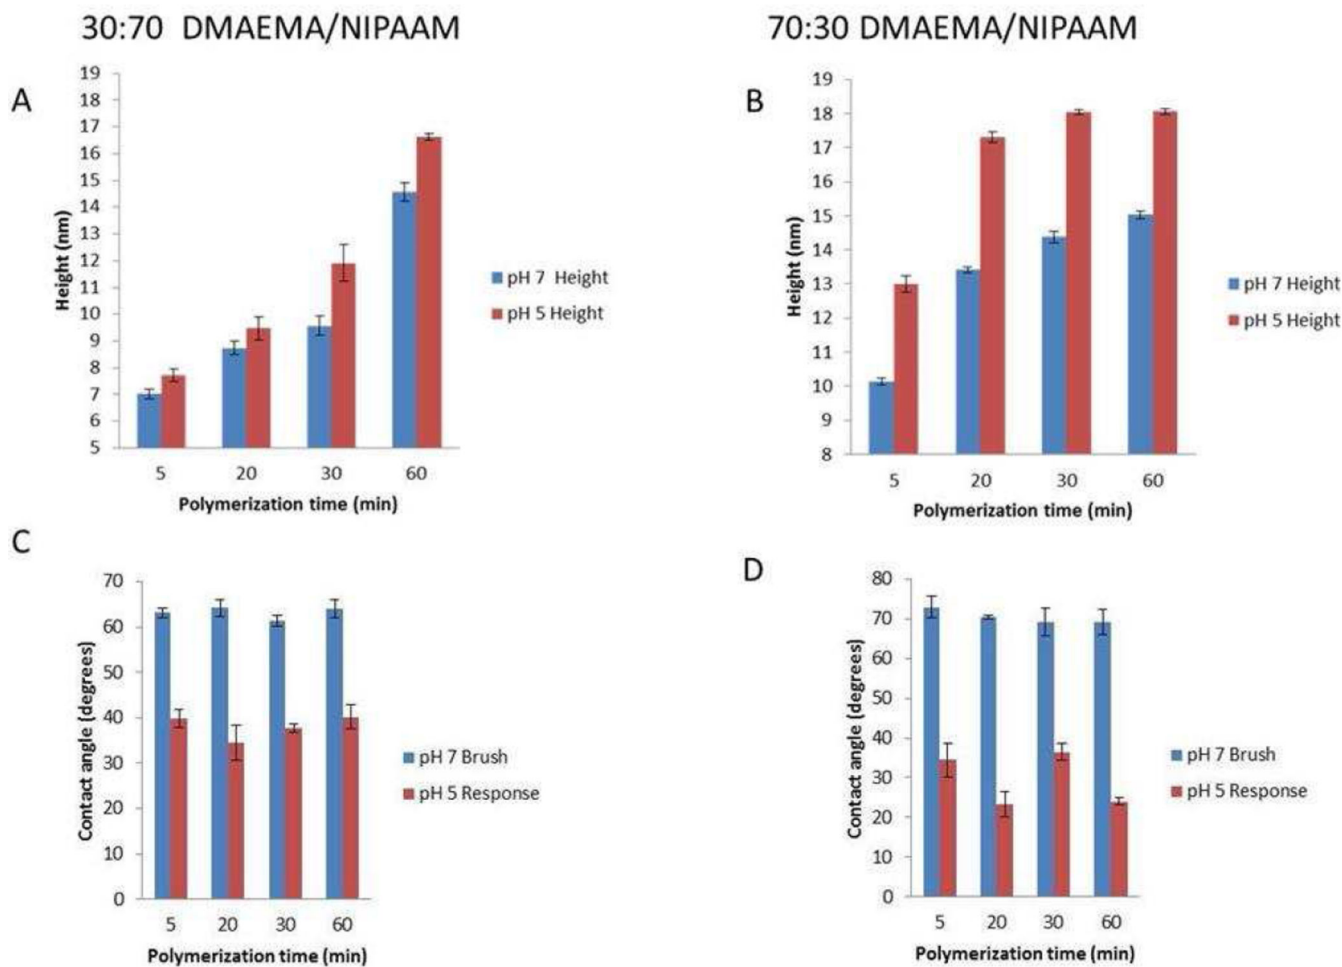 30:70 DMAEMA/NIPAAM
70:30 DMAEMA/NIPAAM
A
19
18
17
16
15
14
13
12
11
10
9
8
7
6
5
Height (nm)
5 20 30 60
Polymerization time (min)
pH 7 Height
pH 5 Height
B
19
18
17
16
15
14
13
12
11
10
9
8
Height (nm)
5 20 30 60
Polymerization time (min)
pH 7 Height
pH 5 Height
C
70
60
50
40
30
20
10
0
Contact angle (degrees)
5 20 30 60
Polymerization time (min)
pH 7 Brush
pH 5 Response
D
80
70
60
50
40
30
20
10
0
Contact angle (degrees)
5 20 30 60
Polymerization time (min)
pH 7 Brush
pH 5 Response